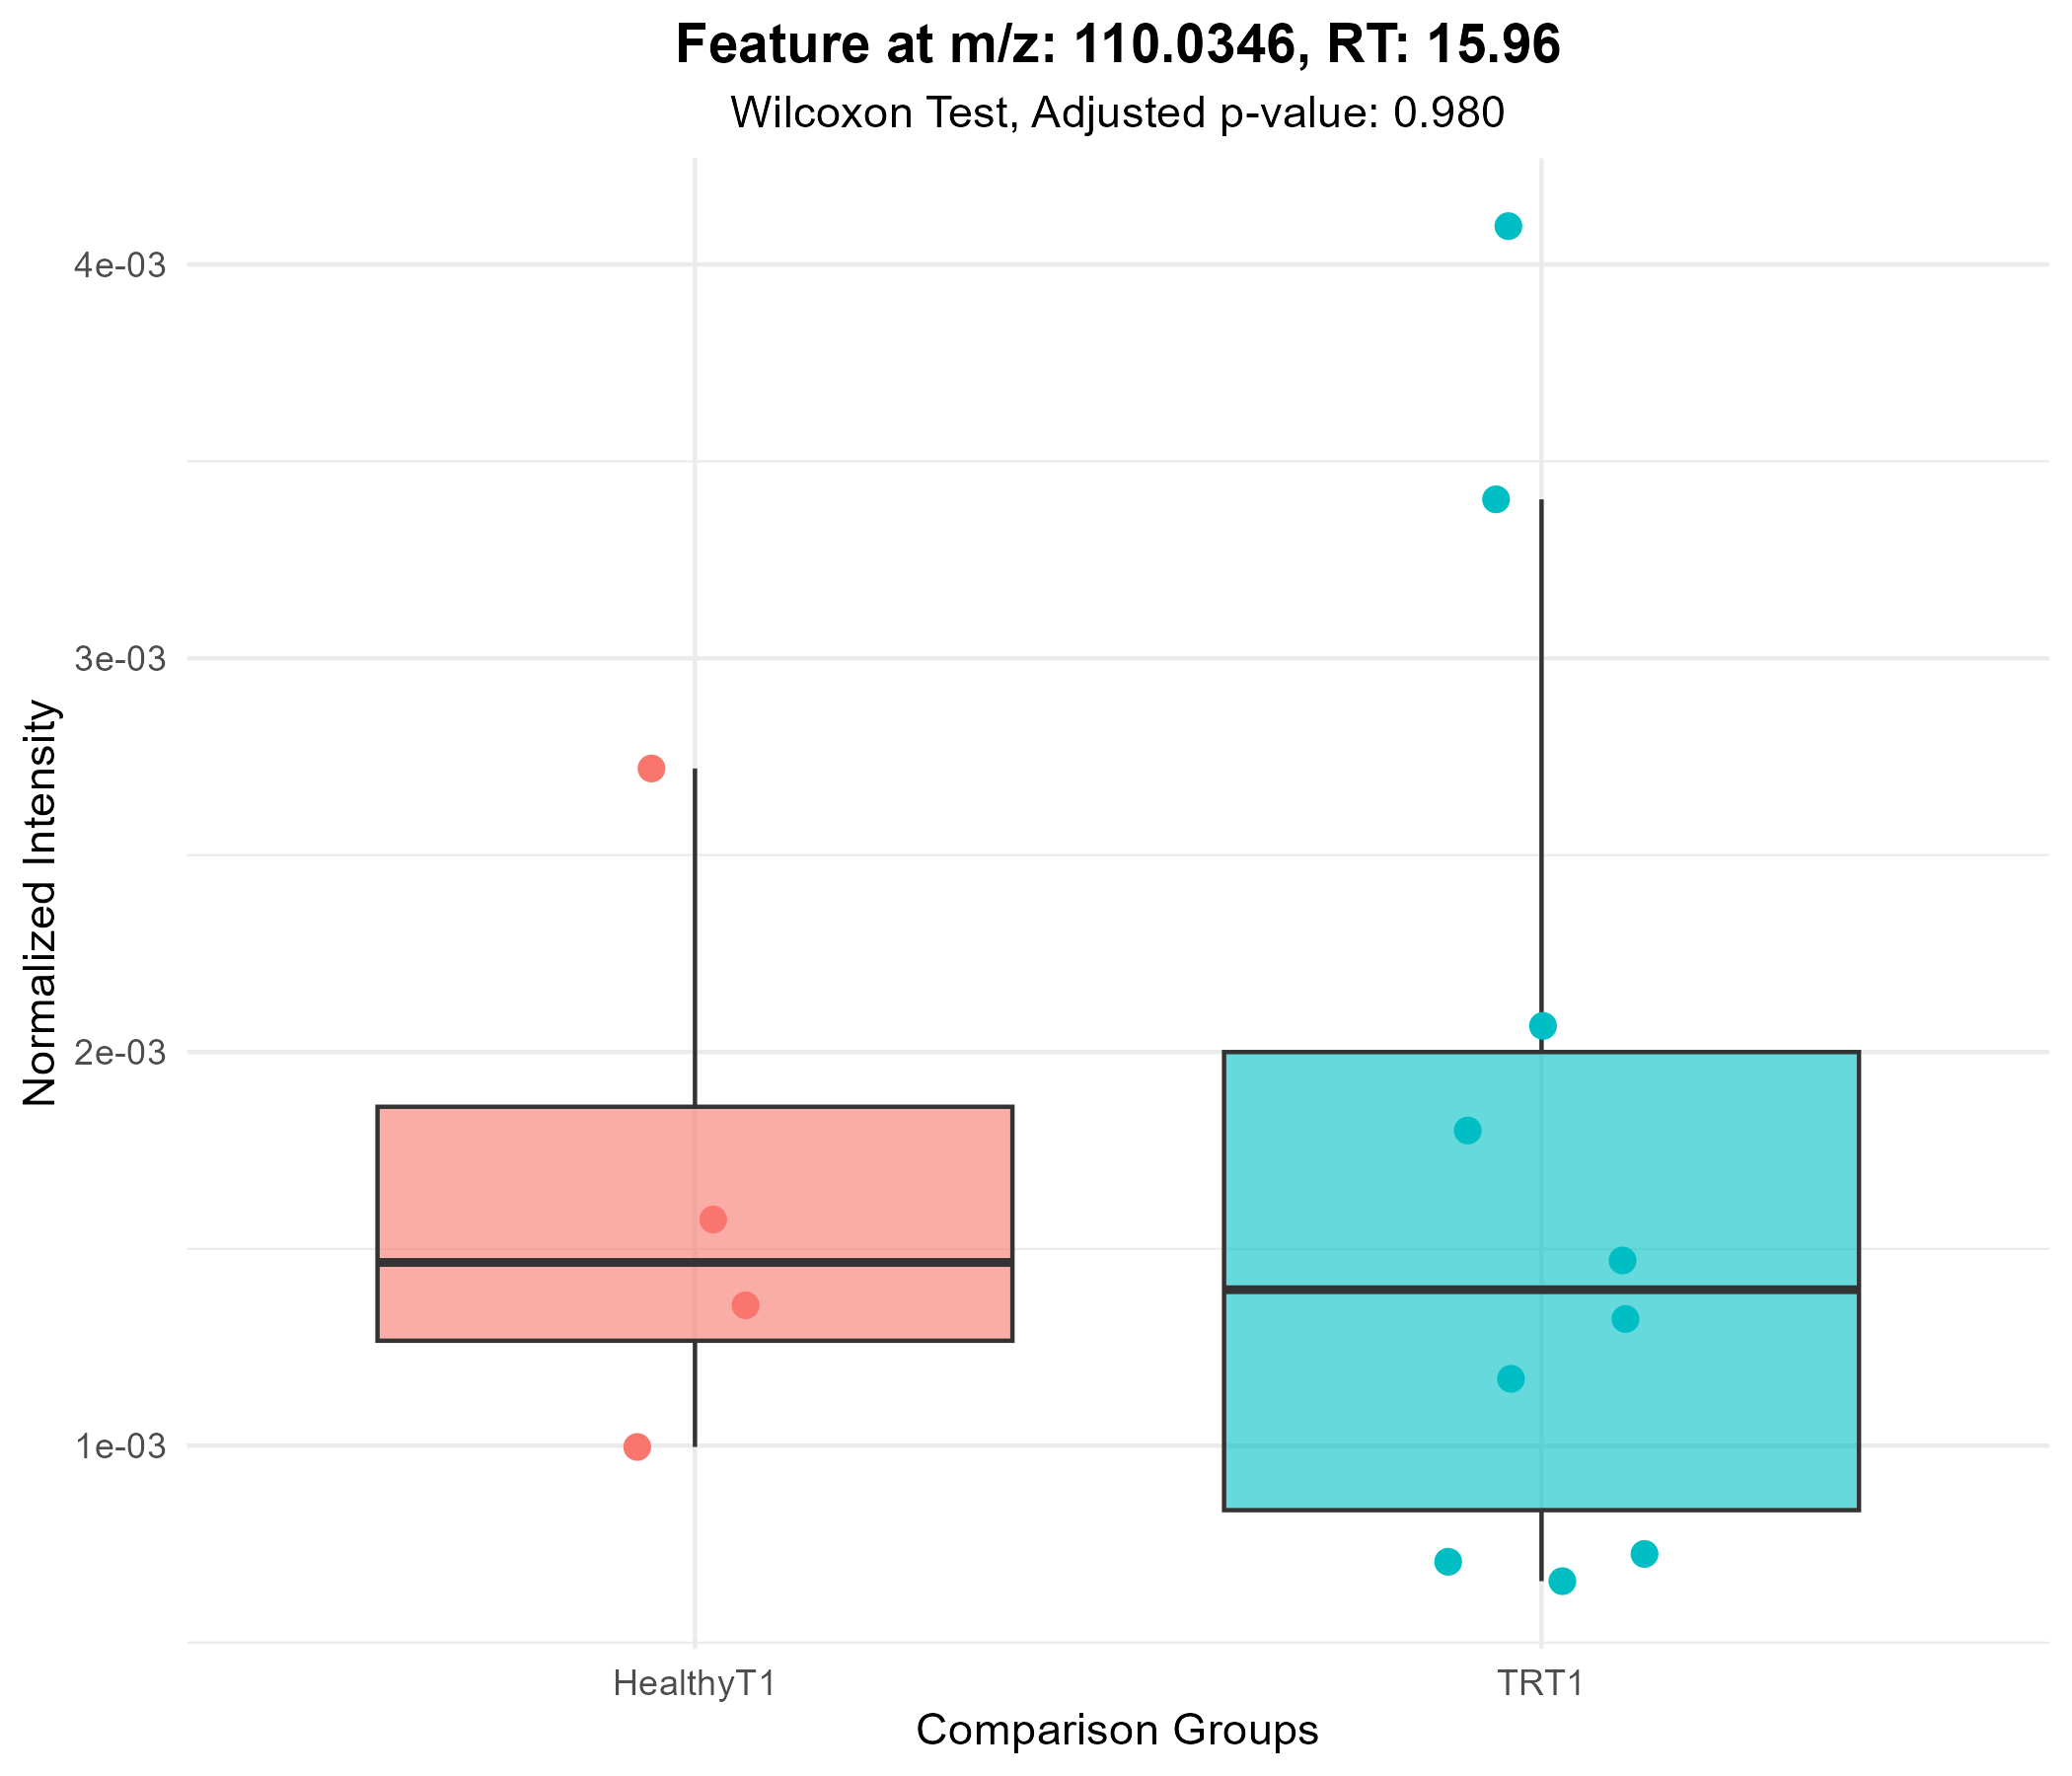 Feature at m/z: 110.0346, RT: 15.96
Wilcoxon Test, Adjusted p-value: 0.980
Normalized Intensity
4e-03
3e-03
2e-03
1e-03
HealthyT1
TRT1
Comparison Groups